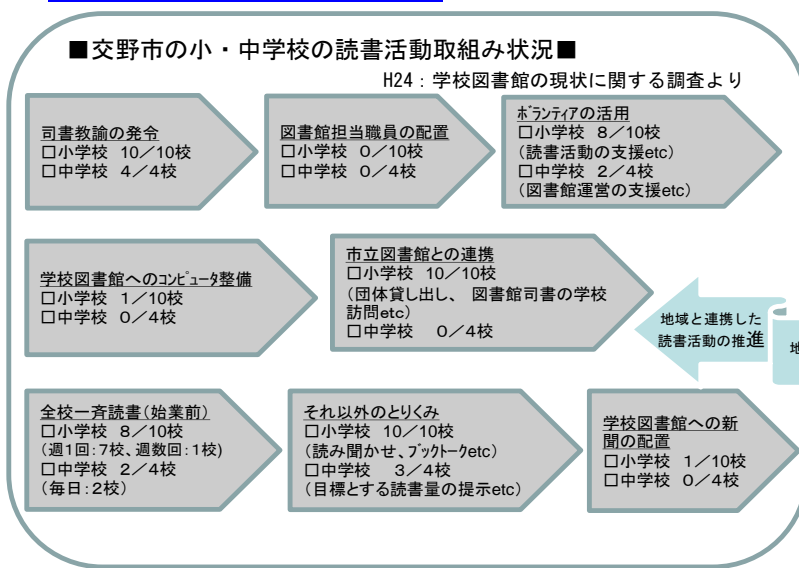 ■交野市の小・中学校の読書活動取組み状況■
H24：学校図書館の現状に関する調査より
司書教諭の発令
□小学校 10／10校
□中学校 4／4校
図書館担当職員の配置
□小学校 0／10校
□中学校 0／4校
ボランティアの活用
□小学校 8／10校
(読書活動の支援etc)
□中学校 2／4校
(図書館運営の支援etc)
学校図書館へのコンピュータ整備
□小学校 1／10校
□中学校 0／4校
市立図書館との連携
□小学校 10／10校
(団体貸し出し、 図書館司書の学校
訪問etc)
□中学校 0／4校
地域と連携した
読書活動の推進
地
全校一斉読書(始業前)
□小学校 8／10校
(週1回:7校、週数回:1校)
□中学校 2／4校
(毎日:2校)
それ以外のとりくみ
□小学校 10／10校
(読み聞かせ、ブックトークetc)
□中学校 3／4校
(目標とする読書量の提示etc)
学校図書館への新
聞の配置
□小学校 1／10校
□中学校 0／4校